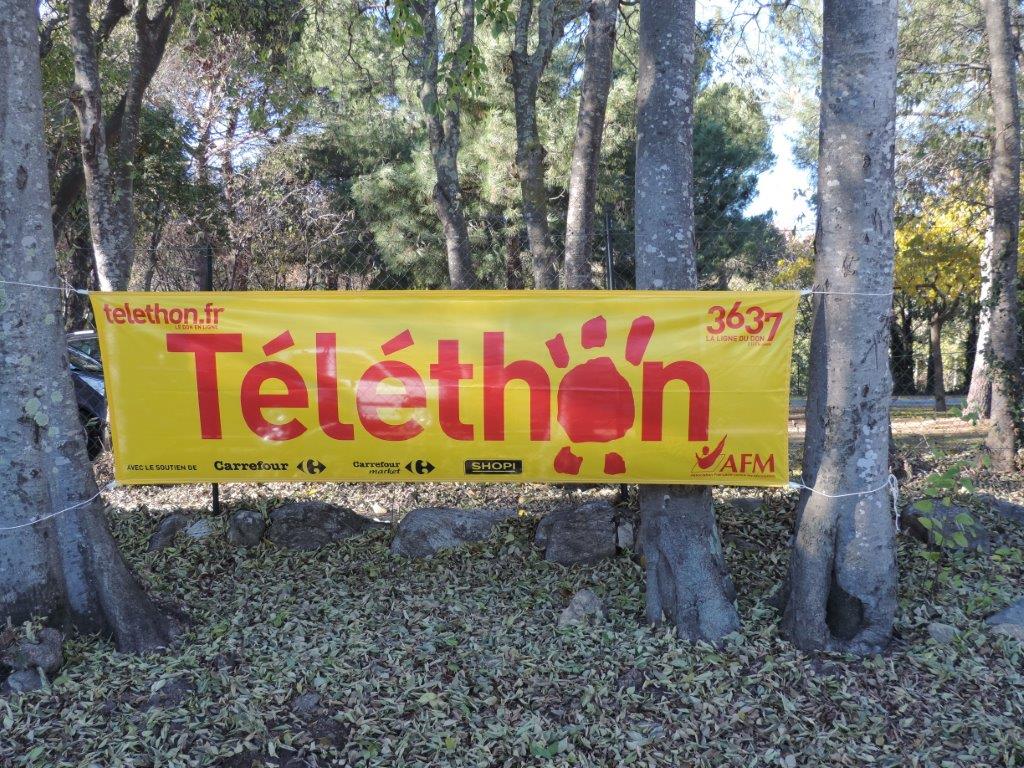 telethon.fr
LE DON EN LIGNE
3637
LA LIGNE DU DON
Téléthon
AVEC LE SOUTIEN DE
Carrefour
Carrefour
market
SHOPI
AFM